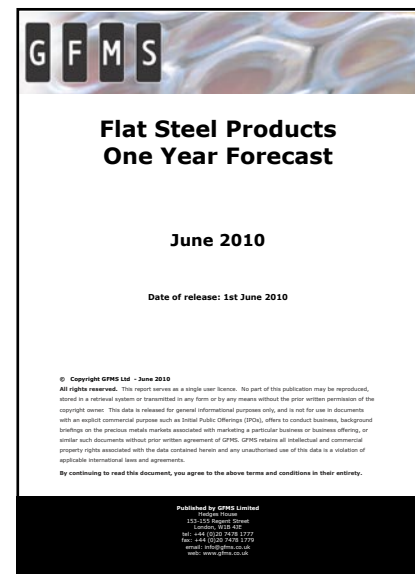 G F M S
Flat Steel Products
One Year Forecast
June 2010
Date of release: 1st June 2010
© Copyright GFMS Ltd - June 2010
All rights reserved. This report serves as a single user licence. No part of this publication may be reproduced,
stored in a retrieval system or transmitted in any form or by any means without the prior written permission of the
copyright owner. This data is released for general informational purposes only, and is not for use in documents
with an explicit commercial purpose such as Initial Public Offerings (IPOs), offers to conduct business, background
briefings on the precious metals markets associated with marketing a particular business or business offering, or
similar such documents without prior written agreement of GFMS. GFMS retains all intellectual and commercial
property rights associated with the data contained herein and any unauthorised use of this data is a violation of
applicable international laws and agreements.
By continuing to read this document, you agree to the above terms and conditions in their entirety.
Published by GFMS Limited
Hedges House
153-155 Regent Street
London, W1B 4JE
tel: +44 (0)20 7478 1777
fax: +44 (0)20 7478 1779
email: info@gfms.co.uk
web: www.gfms.co.uk